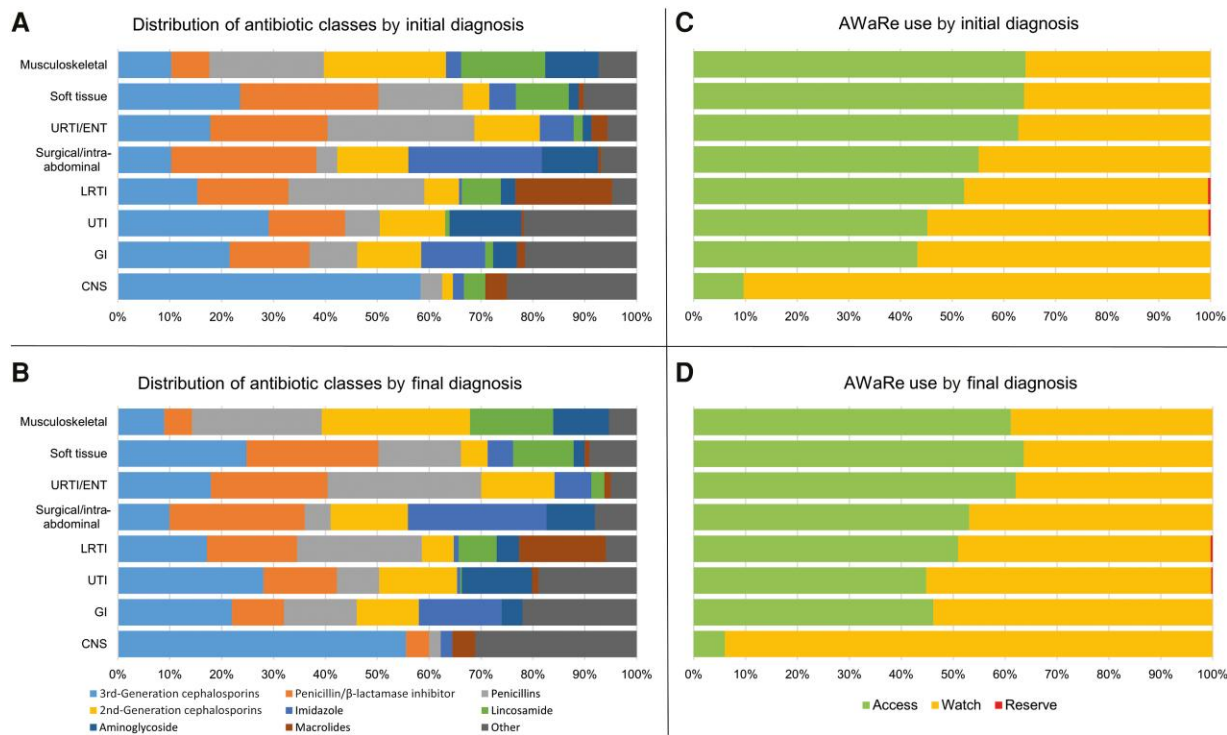 A
Distribution of antibiotic classes by initial diagnosis
Musculoskeletal
Soft tissue
URTI/ENT
Surgical/intra-
abdominal
LRTI
UTI
GI
CNS
0% 10% 20% 30% 40% 50% 60% 70% 80% 90% 100%
C
AWaRe use by initial diagnosis
0% 10% 20% 30% 40% 50% 60% 70% 80% 90% 100%
B
Distribution of antibiotic classes by final diagnosis
Musculoskeletal
Soft tissue
URTI/ENT
Surgical/intra-
abdominal
LRTI
UTI
GI
CNS
0% 10% 20% 30% 40% 50% 60% 70% 80% 90% 100%
3rd-Generation cephalosporins Penicillin/β-lactamase inhibitor Penicillins
2nd-Generation cephalosporins Imidazole Lincosamide
Aminoglycoside Macrolides Other
D
AWaRe use by final diagnosis
0% 10% 20% 30% 40% 50% 60% 70% 80% 90% 100%
Access Watch Reserve